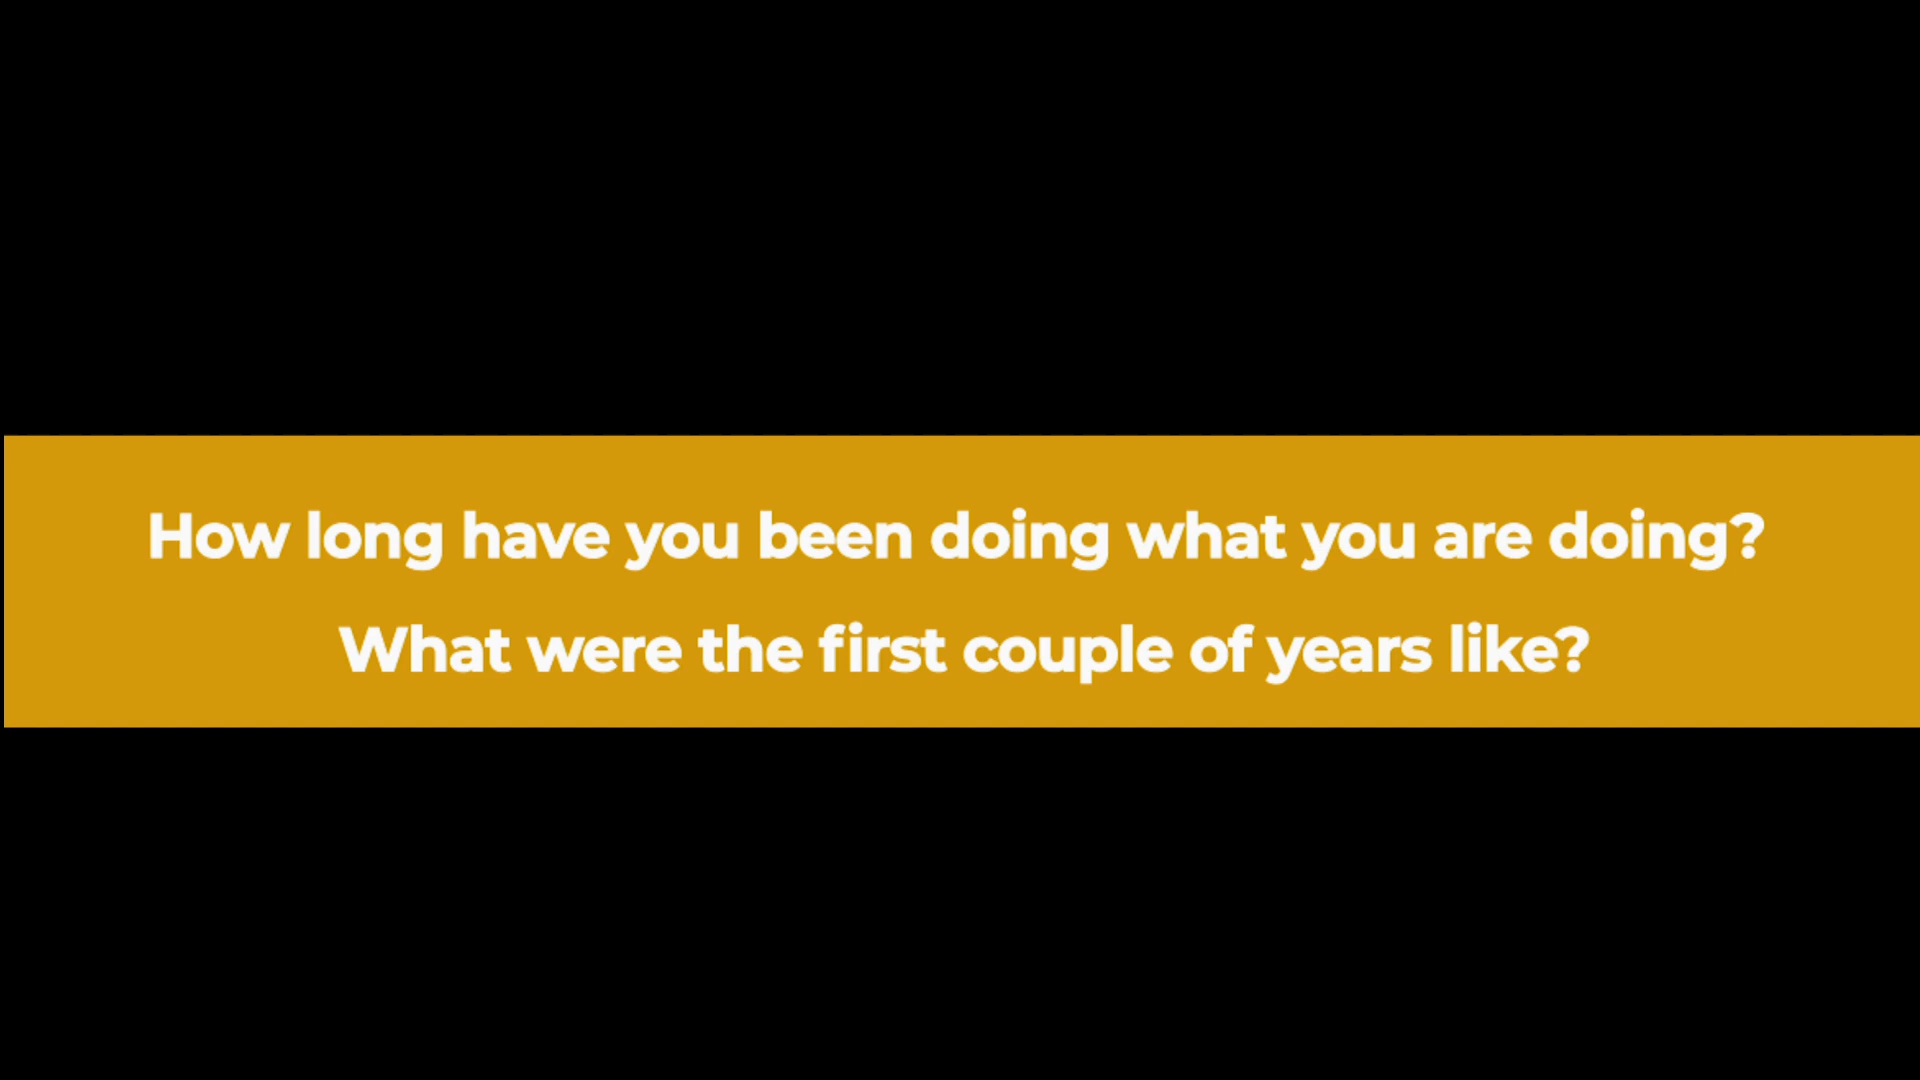 How long have you been doing what you are doing?
What were the first couple of years like?